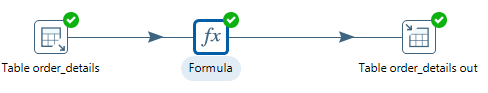 fx
Table order_details
Formula
Table order_details out